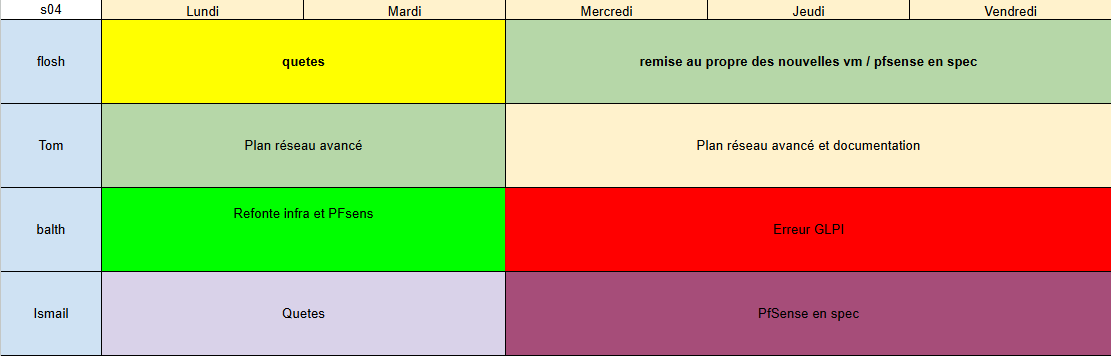 s04 Lundi Mardi Mercredi Jeudi Vendredi
flosh quetes remise au propre des nouvelles vm / pfsense en spec
Tom Plan réseau avancé Plan réseau avancé et documentation
balth Refonte infra et PFsens Erreur GLPI
Ismail Quetes PfSense en spec